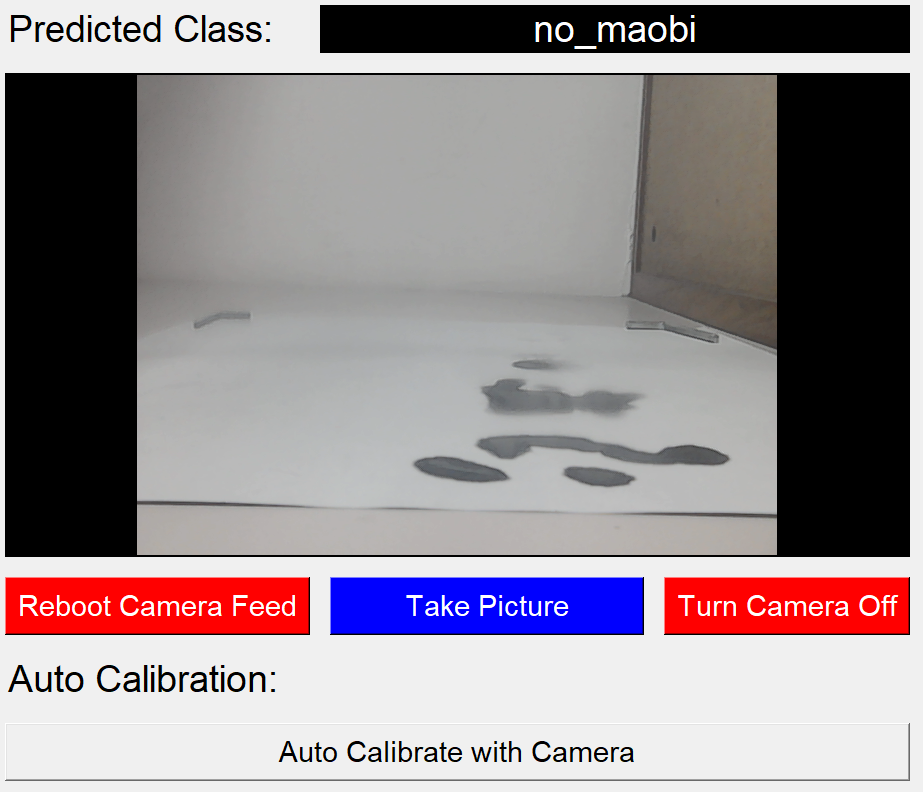 Predicted Class:
no_maobi
Reboot Camera Feed
Take Picture
Turn Camera Off
Auto Calibration:
Auto Calibrate with Camera